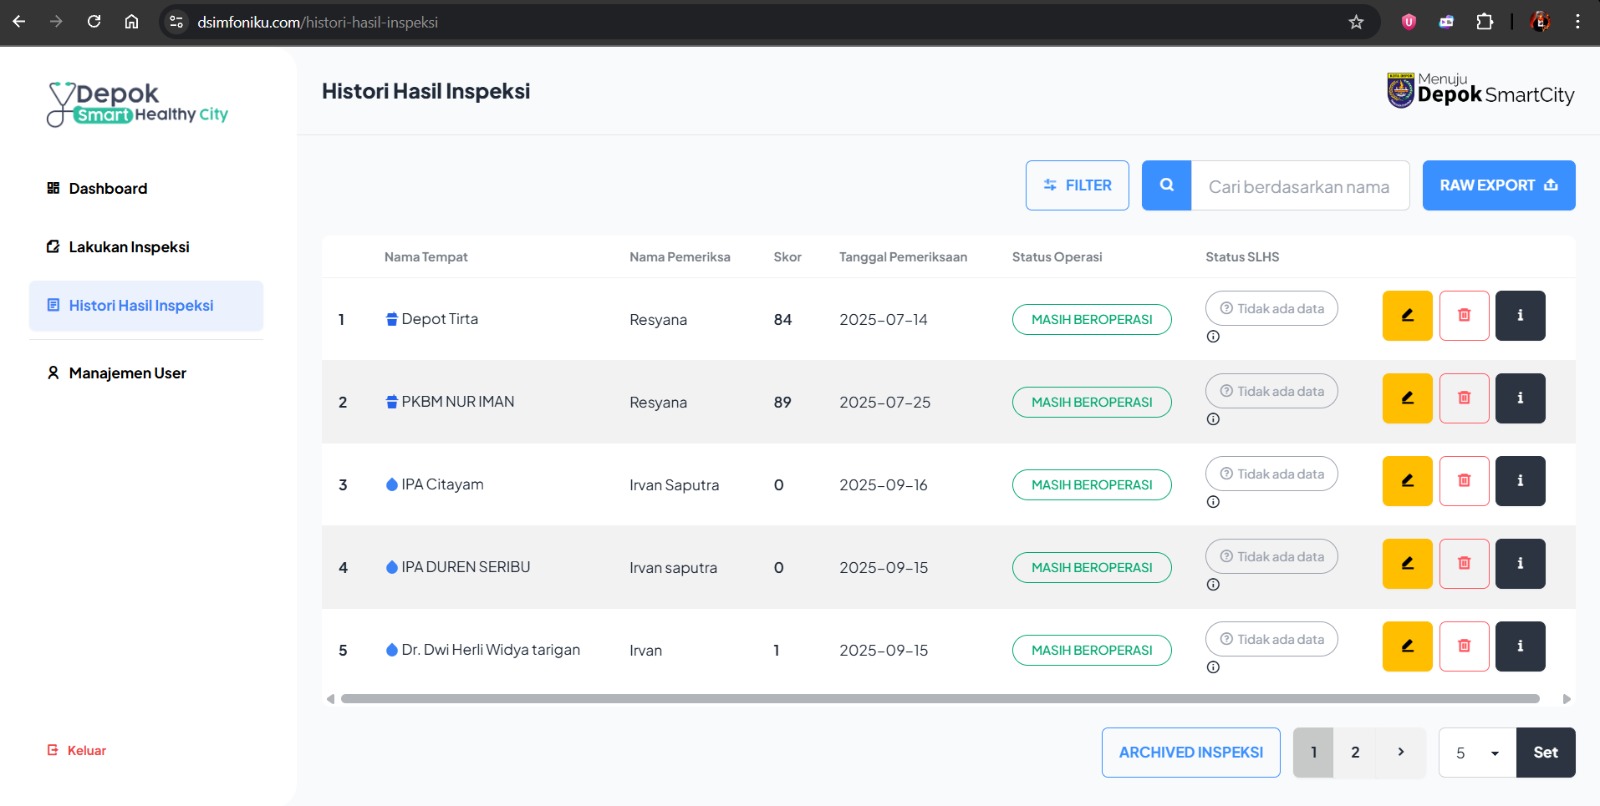 dsimfoniku.com/histori-hasil-inspeksi
Depok
Smart Healthy City
Histori Hasil Inspeksi
Menuju
Depok SmartCity
Dashboard
Lakukan Inspeksi
Histori Hasil Inspeksi
Manajemen User
Keluar
FILTER
Cari berdasarkan nama
RAW EXPORT
Nama Tempat Nama Pemeriksa Skor Tanggal Pemeriksaan Status Operasi Status SLHS
1 Depot Tirta Resyana 84 2025-07-14 MASIH BEROPERASI Tidak ada data
2 PKBM NUR IMAN Resyana 89 2025-07-25 MASIH BEROPERASI Tidak ada data
3 IPA Citayam Irvan Saputra 0 2025-09-16 MASIH BEROPERASI Tidak ada data
4 IPA DUREN SERIBU Irvan saputra 0 2025-09-15 MASIH BEROPERASI Tidak ada data
5 Dr. Dwi Herli Widya tarigan Irvan 1 2025-09-15 MASIH BEROPERASI Tidak ada data
ARCHIVED INSPEKSI 1 2 > 5 Set